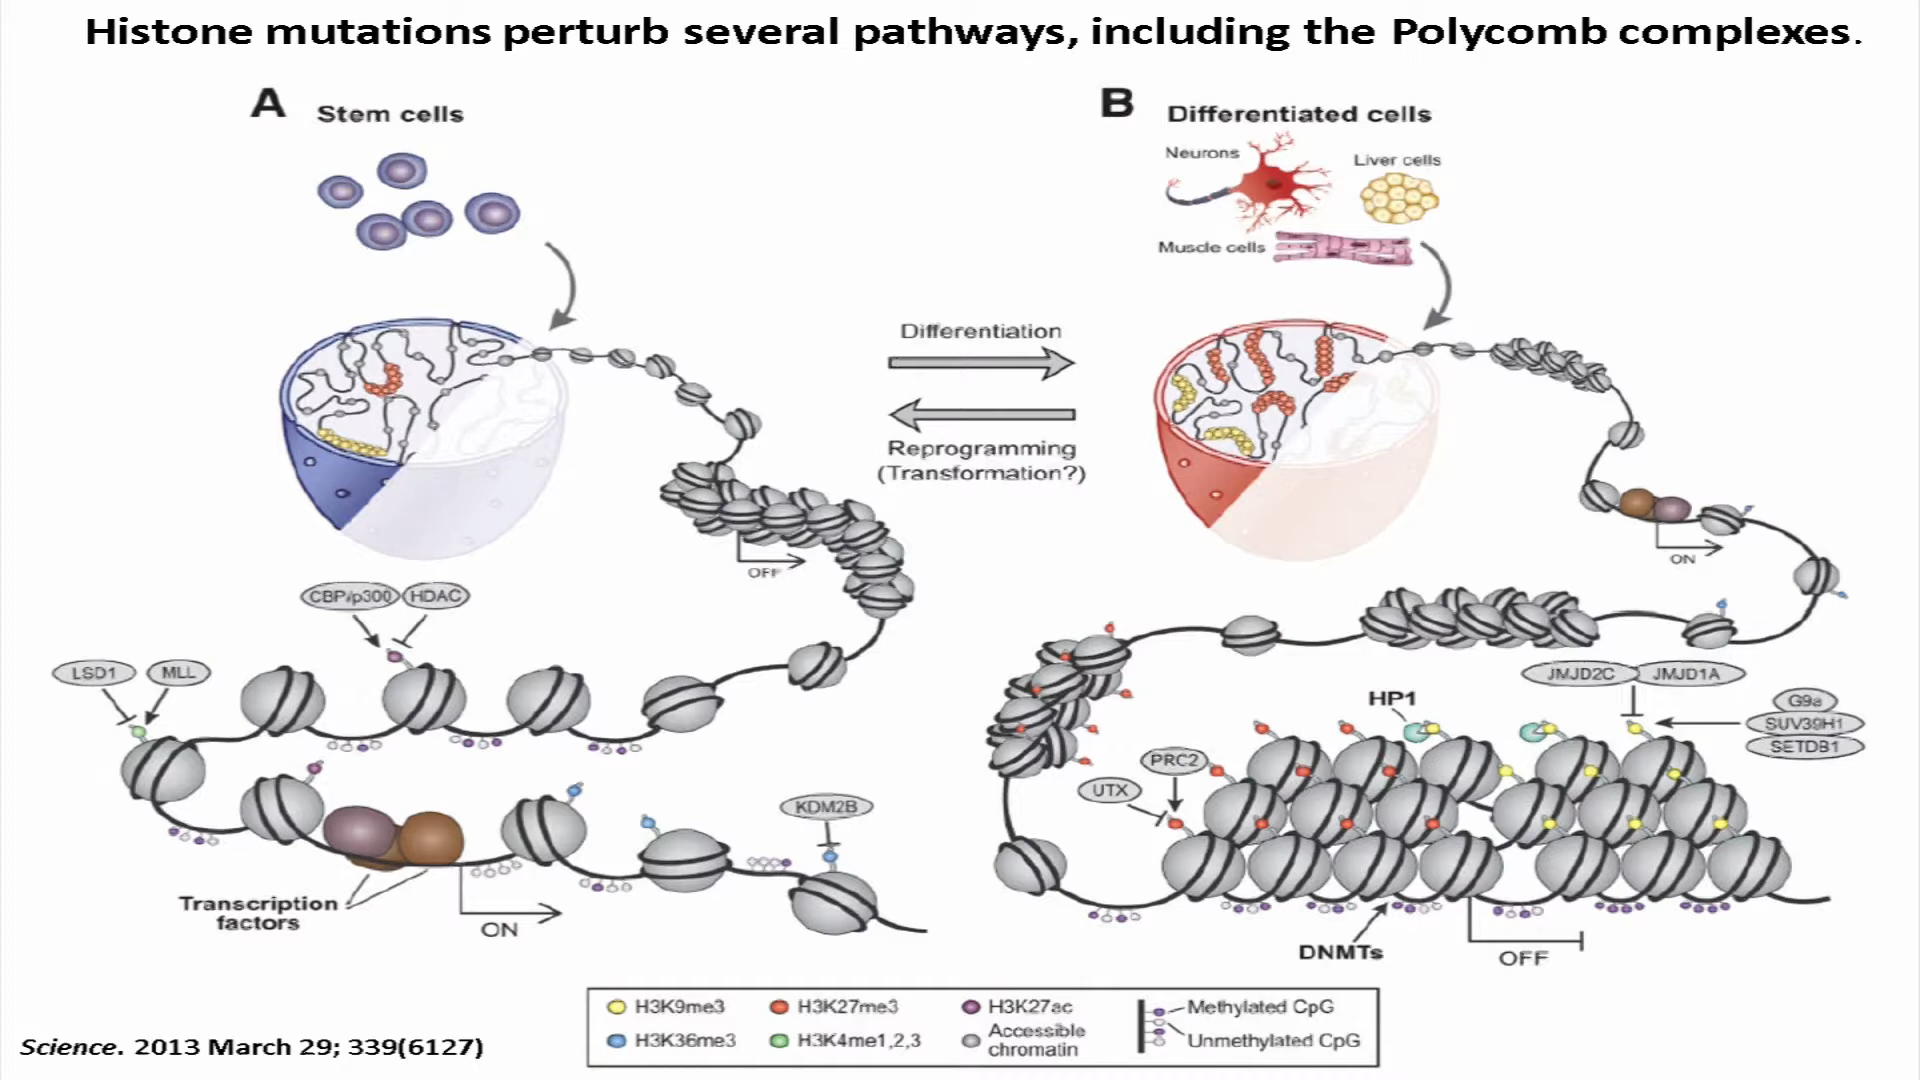 Histone mutations perturb several pathways, including the Polycomb complexes.
A
Stem cells
B
Differentiated cells
Neurons
Liver cells
Muscle cells
Differentiation
Reprogramming
(Transformation?)
OFF
ON
CBP/p300
HDAC
LSD1
MLL
KDM2B
Transcription
factors
ON
JMJD2C
JMJD1A
HP1
G9a
SUV39H1
SETDB1
PRC2
UTX
DNMTs
OFF
H3K9me3
H3K27me3
H3K27ac
Methylated CpG
H3K36me3
H3K4me1,2,3
Accessible
chromatin
Unmethylated CpG
Science. 2013 March 29; 339(6127)